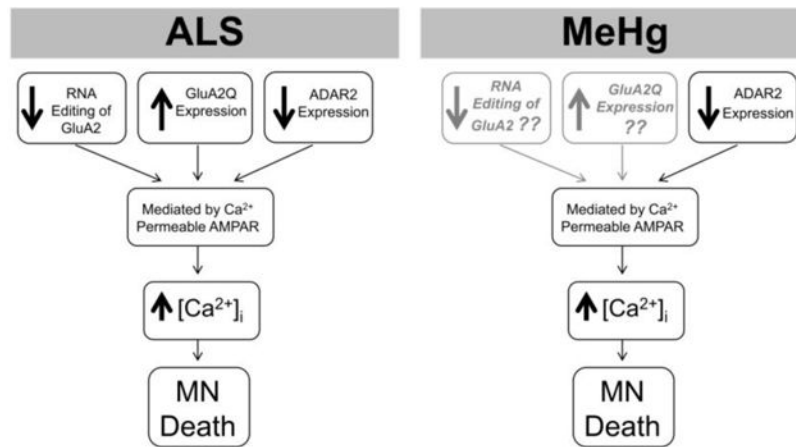 ALS
RNA
Editing of
GluA2
GluA2Q
Expression
ADAR2
Expression
Mediated by Ca²⁺
Permeable AMPAR
[Ca²⁺]ᵢ
MN
Death
MeHg
RNA
Editing of
GluA2 ??
GluA2Q
Expression
??
ADAR2
Expression
Mediated by Ca²⁺
Permeable AMPAR
[Ca²⁺]ᵢ
MN
Death